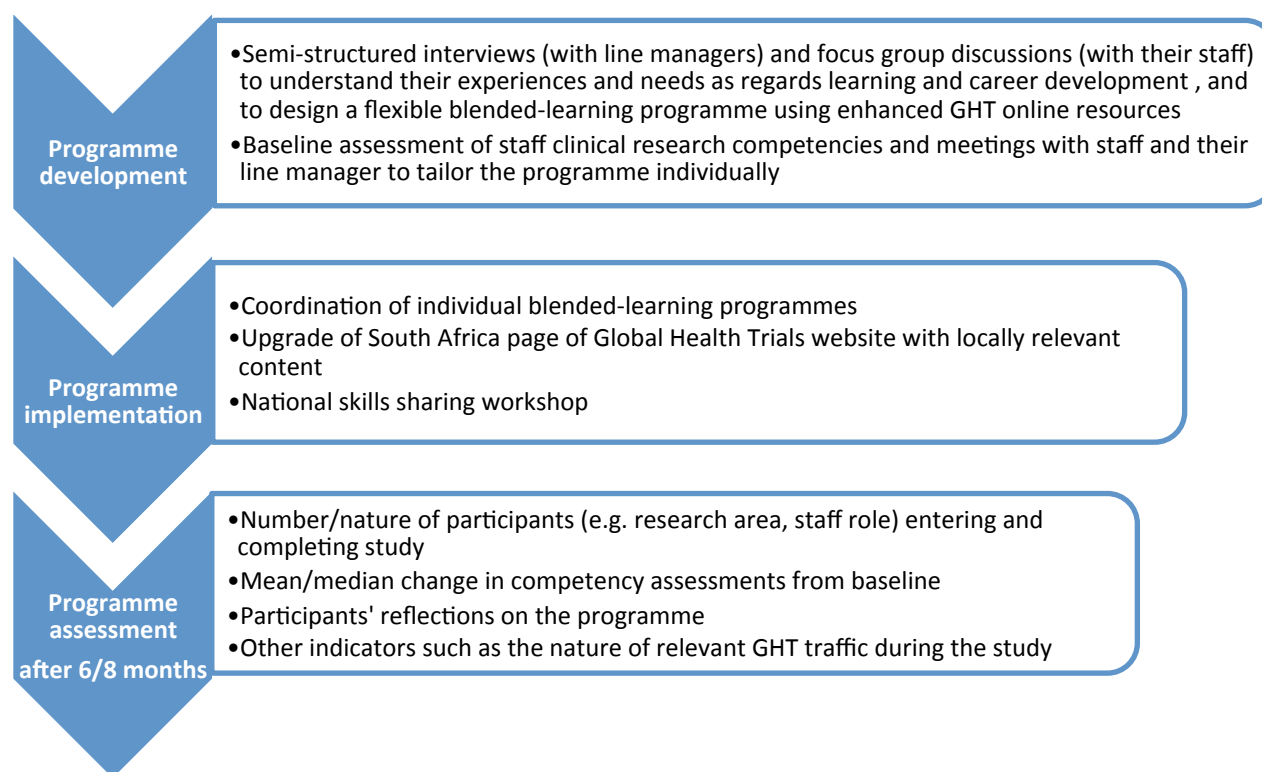 Programme
development
•Semi-structured interviews (with line managers) and focus group discussions (with their staff)
to understand their experiences and needs as regards learning and career development , and
to design a flexible blended-learning programme using enhanced GHT online resources
•Baseline assessment of staff clinical research competencies and meetings with staff and their
line manager to tailor the programme individually
Programme
implementation
•Coordination of individual blended-learning programmes
•Upgrade of South Africa page of Global Health Trials website with locally relevant
content
•National skills sharing workshop
Programme
assessment
after 6/8 months
•Number/nature of participants (e.g. research area, staff role) entering and
completing study
•Mean/median change in competency assessments from baseline
•Participants' reflections on the programme
•Other indicators such as the nature of relevant GHT traffic during the study